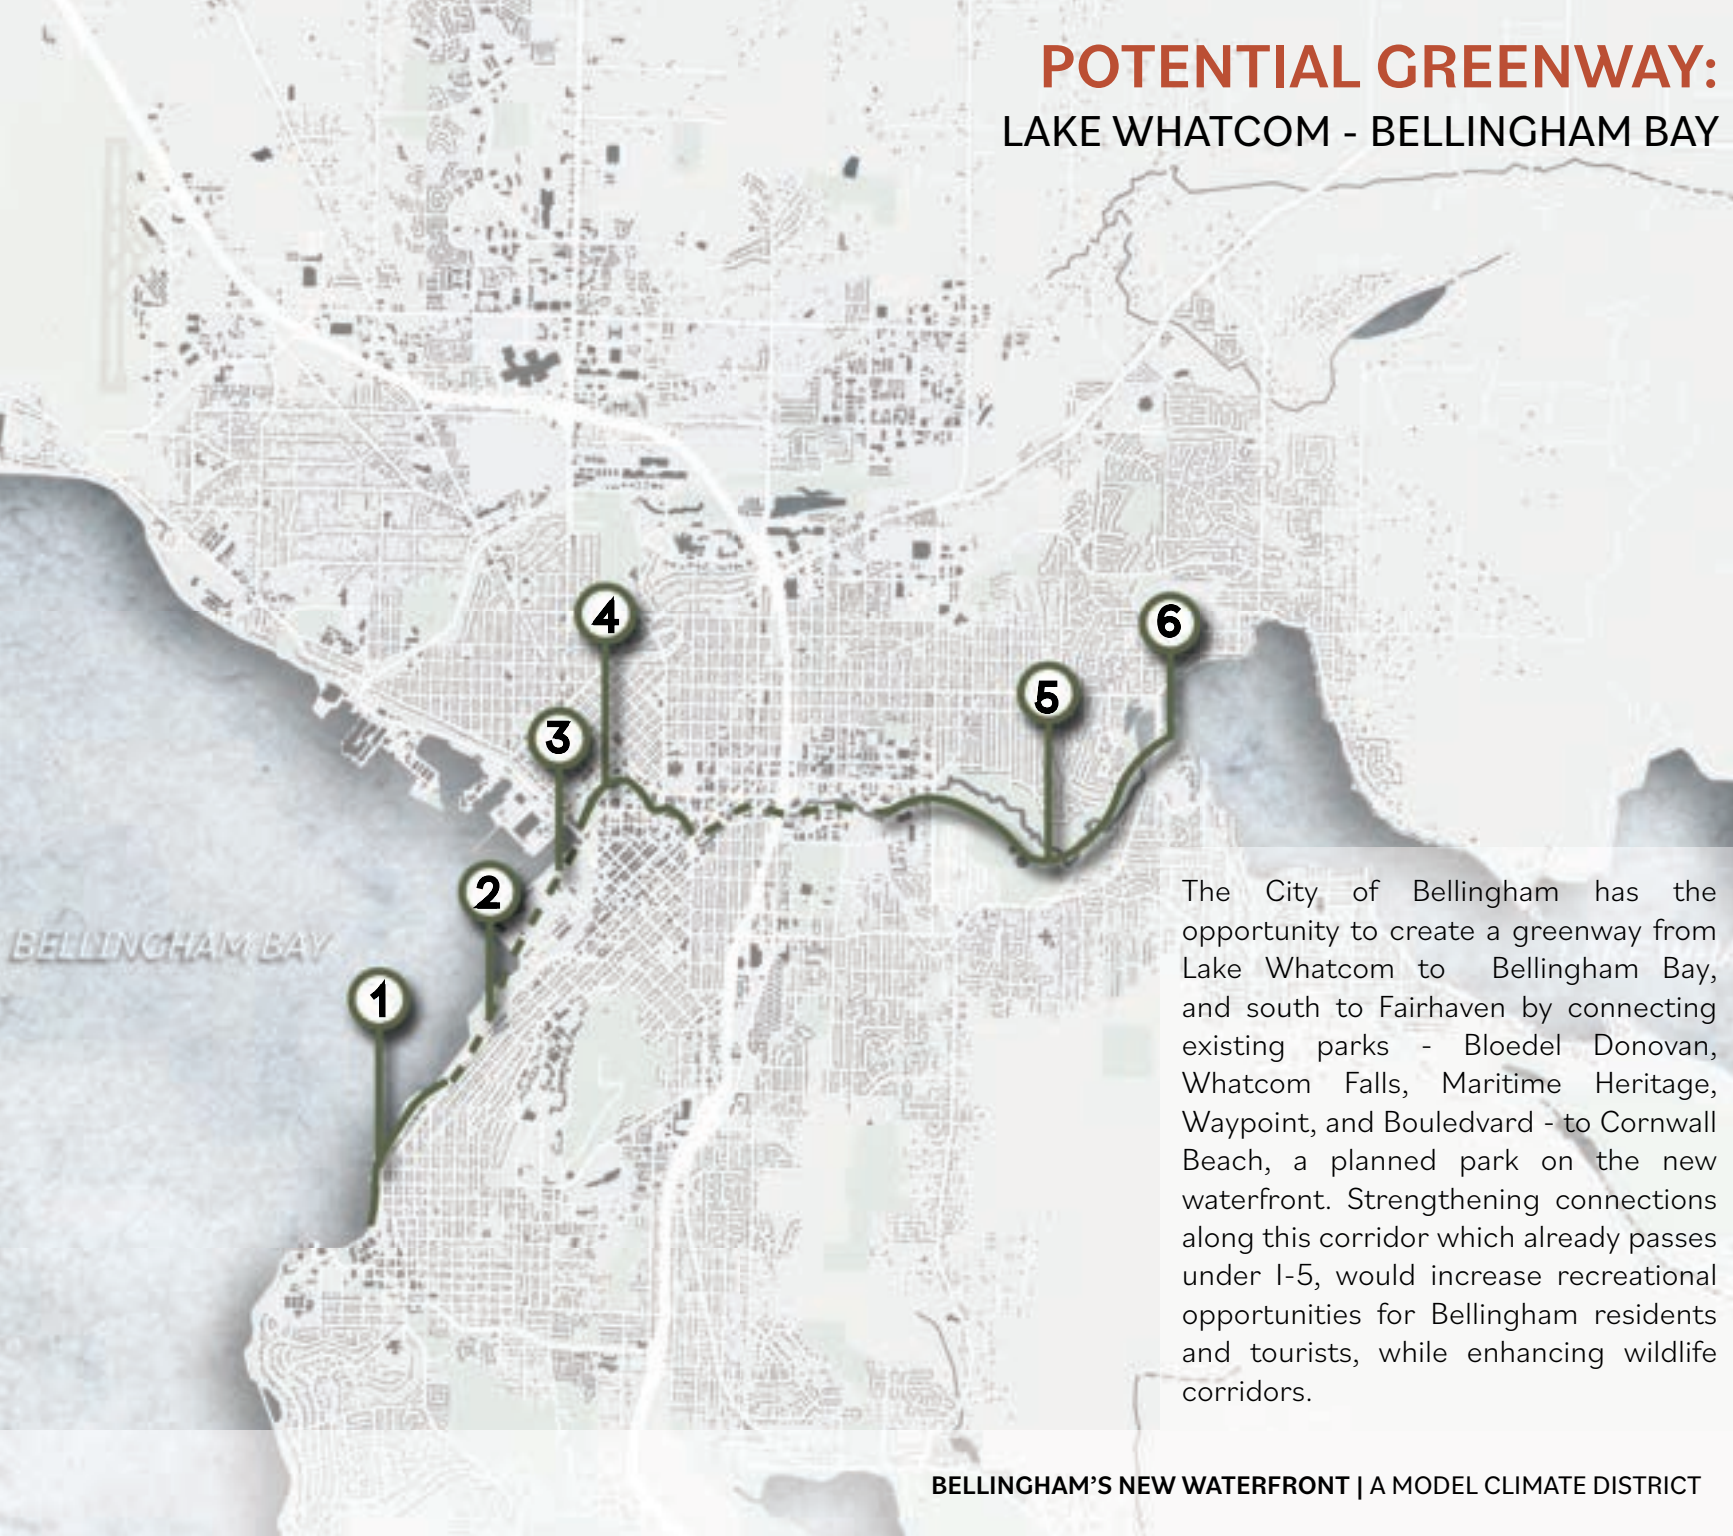 POTENTIAL GREENWAY:
LAKE WHATCOM - BELLINGHAM BAY
4
6
5
3
2
BELLINGHAM BAY
1
The City of Bellingham has the
opportunity to create a greenway from
Lake Whatcom to Bellingham Bay,
and south to Fairhaven by connecting
existing parks - Bloedel Donovan,
Whatcom Falls, Maritime Heritage,
Waypoint, and Bouledvard - to Cornwall
Beach, a planned park on the new
waterfront. Strengthening connections
along this corridor which already passes
under I-5, would increase recreational
opportunities for Bellingham residents
and tourists, while enhancing wildlife
corridors.
BELLINGHAM'S NEW WATERFRONT | A MODEL CLIMATE DISTRICT